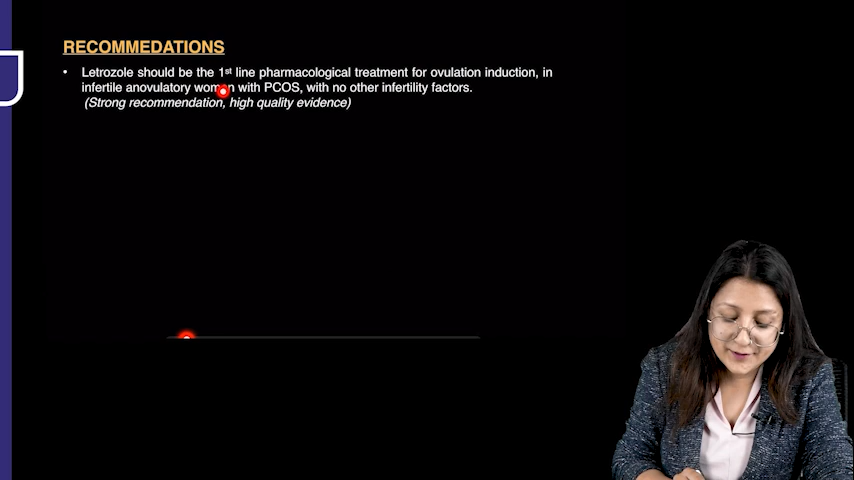 RECOMMEDATIONS
• Letrozole should be the 1st line pharmacological treatment for ovulation induction, in
infertile anovulatory women with PCOS, with no other infertility factors.
(Strong recommendation, high quality evidence)